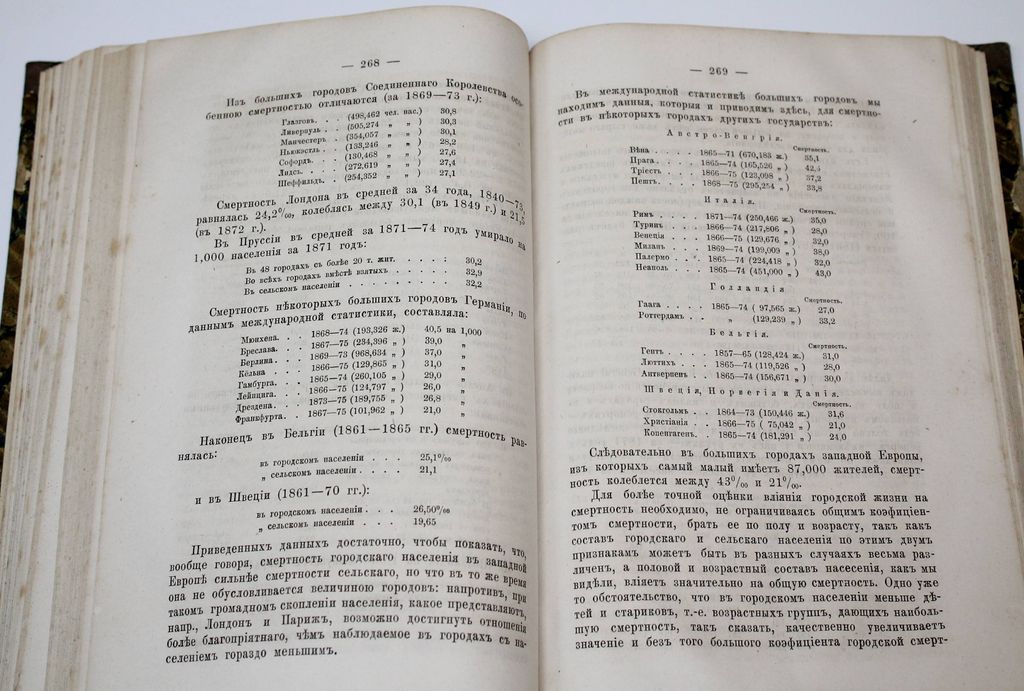 — 268 —
Изъ большихъ городовъ Соединеннаго Королевства осо-
бенною смертностью отличаются (за 1869—73 г.):
Глазговъ. . . (498,462 чел. нас.) 30,8
Ливерпуль . . (505,274 „ „ ) 30,3
Манчестеръ . (354,057 „ „ ) 30,1
Ньюкэстль . . (133,246 „ „ ) 28,2
Софордъ. . . (130,468 „ „ ) 27,6
Лидсъ. . . . (272,619 „ „ ) 27,4
Шеффильдъ. . (254,352 „ „ ) 27,1
Смертность Лондона въ средней за 34 года, 1840—73,
равнялась 24,2⁰/₀₀, колеблясь между 30,1 (въ 1849 г.) и 21,5
(въ 1872 г.).
Въ Пруссіи въ средней за 1871—74 годъ умирало на
1,000 населенія за 1871 годъ:
Въ 48 городахъ съ болѣе 20 т. жит. . . . : 30,2
Во всѣхъ городахъ вмѣстѣ взятыхъ . . . . . 32,9
Въ сельскомъ населеніи . . . . . . . . . 32,2
Смертность нѣкоторыхъ большихъ городовъ Германіи, по
даннымъ международной статистики, составляла:
Мюнхена. . . 1868—74 (193,326 ж.) 40,5 на 1,000
Бреславa. . . 1867—75 (234,396 „ ) 39,0 „
Берлина. . . 1869—73 (968,634 „ ) 37,0 „
Кёльна . . . 1866—75 (129,865 „ ) 31,0 „
Гамбурга. . . 1865—74 (260,105 „ ) 29,0 „
Лейпцига. . . 1866—75 (124,797 „ ) 26,0 „
Дрездена. . . 1873—75 (189,755 „ ) 26,8 „
Франкфурта. . 1867—75 (101,962 „ ) 21,0 „
Наконецъ въ Бельгіи (1861—1865 гг.) смертность рав-
нялась:
въ городскомъ населеніи . . . 25,1⁰/₀₀
„ сельскомъ населеніи . . . . 21,1
и въ Швеціи (1861—70 гг.):
въ городскомъ населеніи . . . 26,50⁰/₀₀
„ сельскомъ населеніи . . . 19,65
Приведенныхъ данныхъ достаточно, чтобы показать, что,
вообще говоря, смертность городскаго населенія въ западной
Европѣ сильнѣе смертности сельскаго, но что въ то же время
она не обусловливается величиною городовъ: напротивъ, при
такомъ громадномъ скопленіи населенія, какое представляютъ,
напр., Лондонъ и Парижъ, возможно достигнуть отношенія
болѣе благопріятнаго, чѣмъ наблюдаемое въ городахъ съ на-
селеніемъ гораздо меньшимъ.
— 269 —
Въ международной статистикѣ большихъ городовъ мы
находимъ данныя, которыя и приводимъ здѣсь, для смертно-
сти въ нѣкоторыхъ городахъ другихъ государствъ:
Австро-Венгрія.
Смертность.
Вѣна . . . . 1865—71 (670,183 ж.) 35,1
Прага. . . . 1865—74 (165,526 „ ) 42,3
Тріестъ . . . 1866—75 (123,098 „ ) 37,2
Пештъ. . . . 1868—75 (295,254 „ ) 33,8
Италія.
Смертность.
Римъ . . . . 1871—74 (250,466 ж.) 35,0
Туринъ . . . 1866—74 (217,806 „ ) 28,0
Венеція . . . 1866—75 (129,676 „ ) 32,0
Миланъ . . . 1869—74 (199,009 „ ) 38,0
Палермо . . . 1865—74 (224,418 „ ) 32,0
Неаполь . . . 1865—74 (451,000 „ ) 43,0
Голландія
Смертность.
Гаага . . . . 1865—74 ( 97,565 ж.) 27,0
Роттердамъ . . „ (129,239 „ ) 33,2
Бельгія.
Смертность.
Гентъ . . . . 1857—65 (128,424 ж.) 31,0
Люттихъ . . . 1865—74 (119,526 „ ) 28,0
Антверпенъ . . 1865—74 (156,671 „ ) 30,0
Швеція, Норвегія и Данія.
Смертность.
Стокгольмъ . . 1864—73 (150,446 ж.) 31,6
Христіанія . . 1866—75 ( 75,042 „ ) 21,0
Копенгагенъ. . 1865—74 (181,291 „ ) 24,0
Слѣдовательно въ большихъ городахъ западной Европы,
изъ которыхъ самый малый имѣетъ 87,000 жителей, смерт-
ность колеблется между 43⁰/₀₀ и 21⁰/₀₀.
Для болѣе точной оцѣнки вліянія городской жизни на
смертность необходимо, не ограничиваясь общимъ коэфиціен-
томъ смертности, брать ее по полу и возрасту, такъ какъ
составъ городскаго и сельскаго населенія по этимъ двумъ
признакамъ можетъ быть въ разныхъ случаяхъ весьма раз-
личенъ, а половой и возрастный составъ насесенія, какъ мы
видѣли, вліяетъ значительно на общую смертность. Одно уже
то обстоятельство, что въ городскомъ населеніи меньше дѣ-
тей и стариковъ, т.-е. возрастныхъ группъ, дающихъ наиболь-
шую смертность, такъ сказать, качественно увеличиваетъ
значеніе и безъ того большого коэфиціента городской смерт-